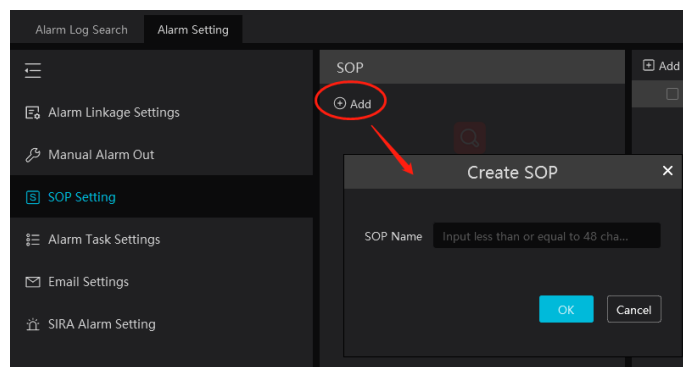 Alarm Log Search
Alarm Setting
SOP
Add
Add
Alarm Linkage Settings
Manual Alarm Out
SOP Setting
Alarm Task Settings
Email Settings
SIRA Alarm Setting
Create SOP
SOP Name
Input less than or equal to 48 cha...
OK
Cancel